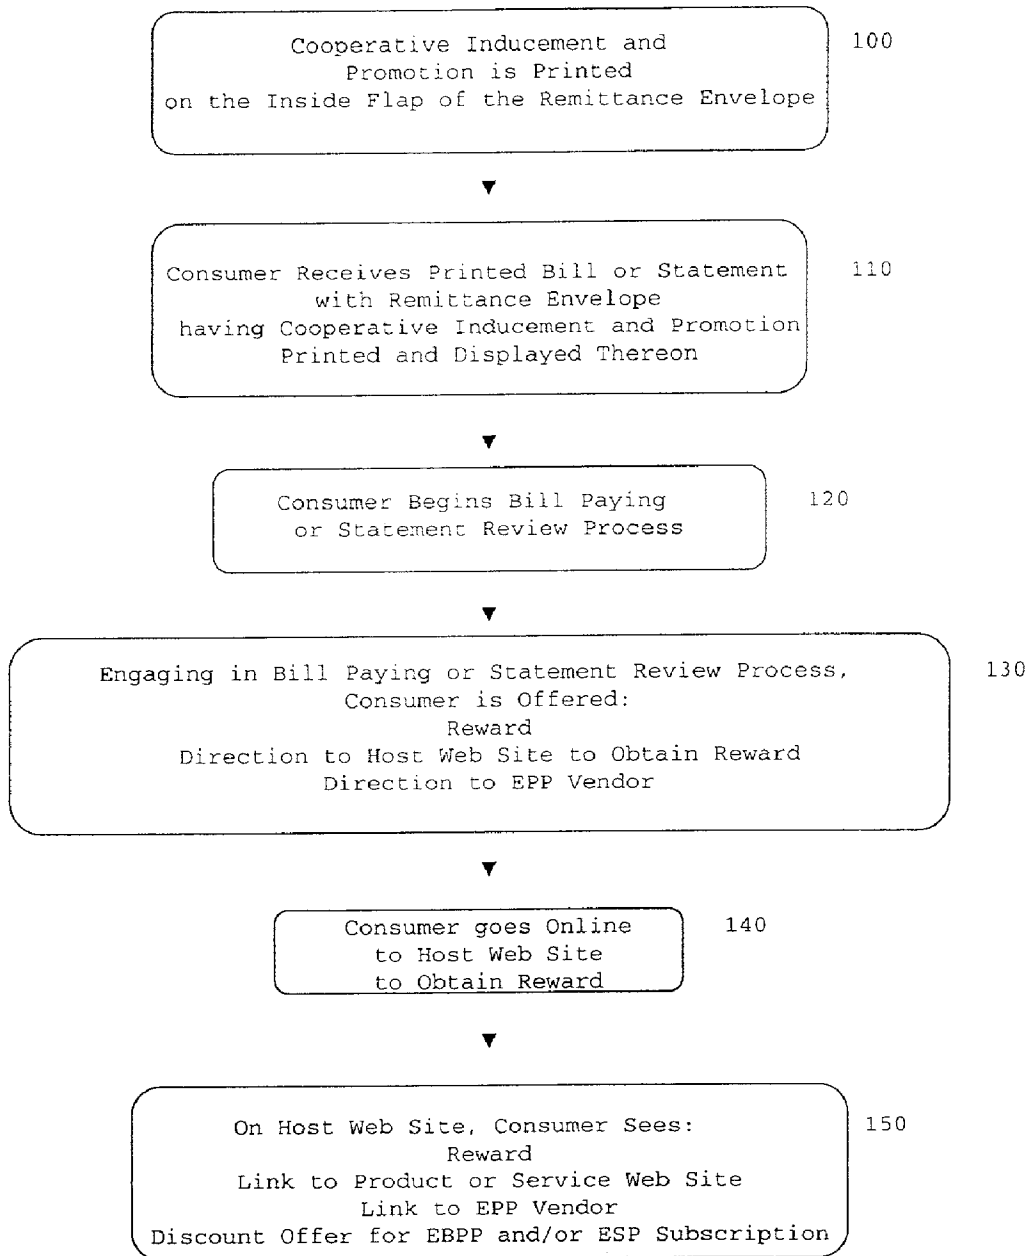 Cooperative Inducement and
Promotion is Printed
on the Inside Flap of the Remittance Envelope
100
Consumer Receives Printed Bill or Statement
with Remittance Envelope
having Cooperative Inducement and Promotion
Printed and Displayed Thereon
110
Consumer Begins Bill Paying
or Statement Review Process
120
Engaging in Bill Paying or Statement Review Process,
Consumer is Offered:
Reward
Direction to Host Web Site to Obtain Reward
Direction to EPP Vendor
130
Consumer goes Online
to Host Web Site
to Obtain Reward
140
On Host Web Site, Consumer Sees:
Reward
Link to Product or Service Web Site
Link to EPP Vendor
Discount Offer for EBPP and/or ESP Subscription
150